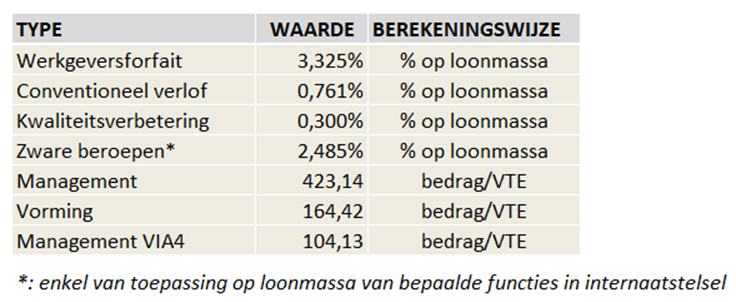 TYPE WAARDE BEREKENINGSWIJZE
Werkgeversforfait 3,325% % op loonmassa
Conventioneel verlof 0,761% % op loonmassa
Kwaliteitsverbetering 0,300% % op loonmassa
Zware beroepen* 2,485% % op loonmassa
Management 423,14 bedrag/VTE
Vorming 164,42 bedrag/VTE
Management VIA4 104,13 bedrag/VTE
*: enkel van toepassing op loonmassa van bepaalde functies in internaatstelsel